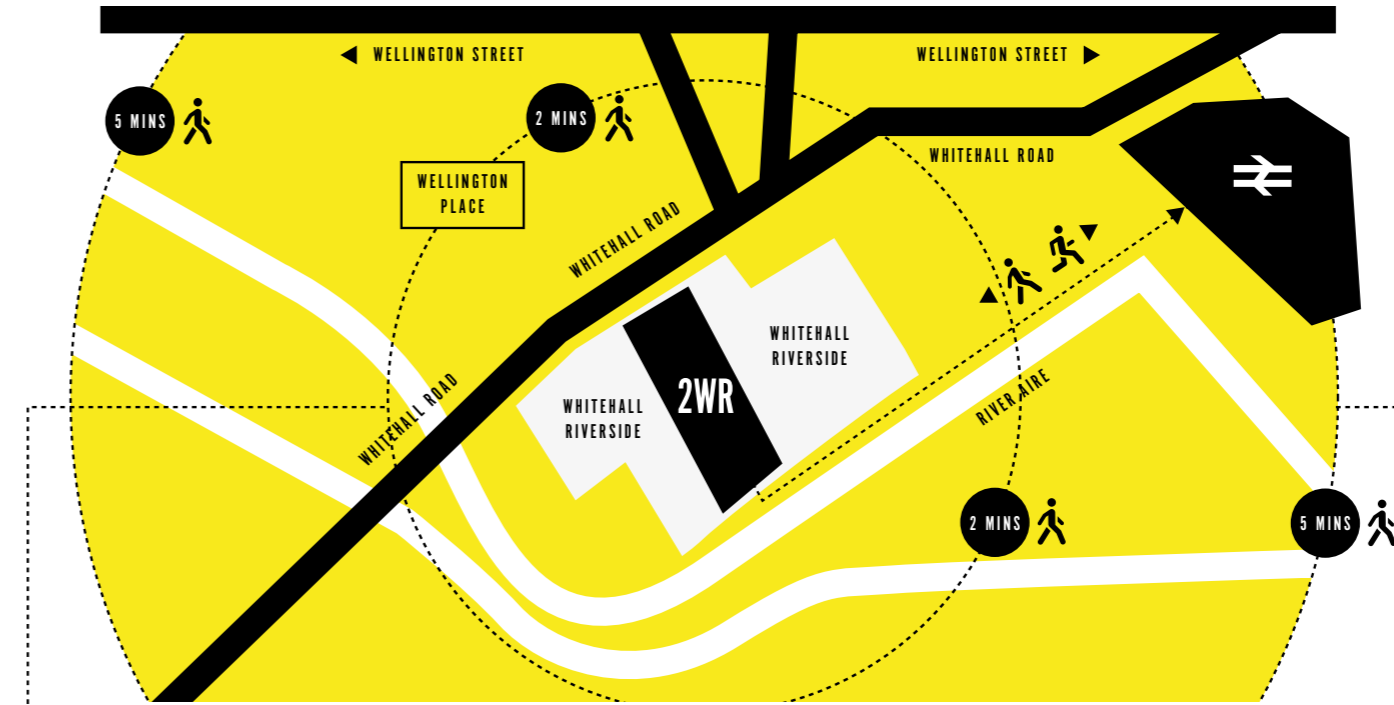 WELLINGTON STREET
WELLINGTON STREET
5 MINS
2 MINS
WHITEHALL ROAD
WELLINGTON
PLACE
WHITEHALL ROAD
WHITEHALL
RIVERSIDE
2WR
WHITEHALL
RIVERSIDE
WHITEHALL ROAD
RIVER AIRE
2 MINS
5 MINS